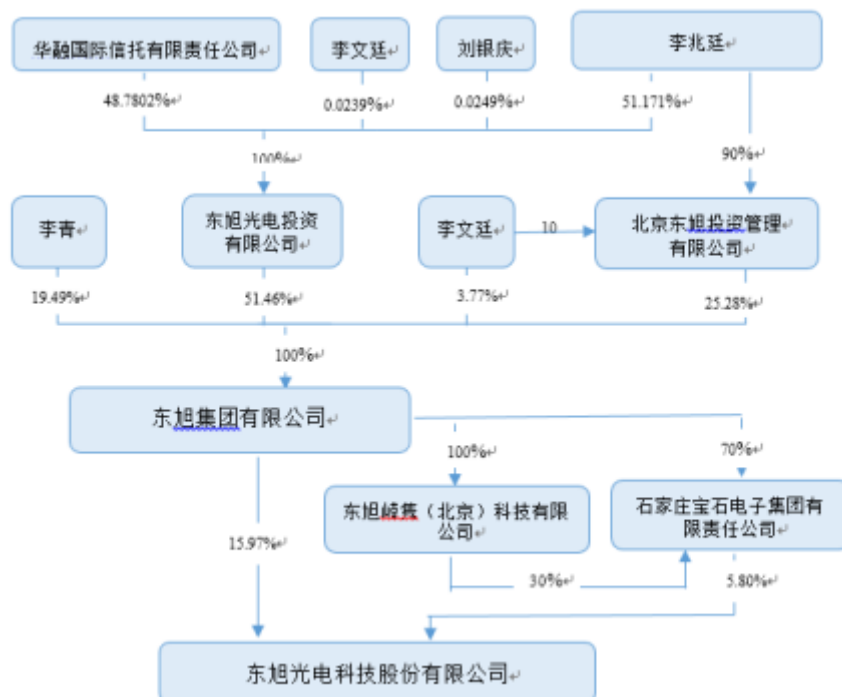 华融国际信托有限责任公司
李文廷
刘银庆
李兆廷
48.7802%
0.0239%
0.0249%
51.171%
100%
90%
李青
东旭光电投资
有限公司
李文廷
10
北京东旭投资管理
有限公司
19.49%
51.46%
3.77%
25.28%
100%
东旭集团有限公司
100%
70%
东旭崆隽（北京）科技有限
公司
石家庄宝石电子集团有
限责任公司
15.97%
30%
5.80%
东旭光电科技股份有限公司